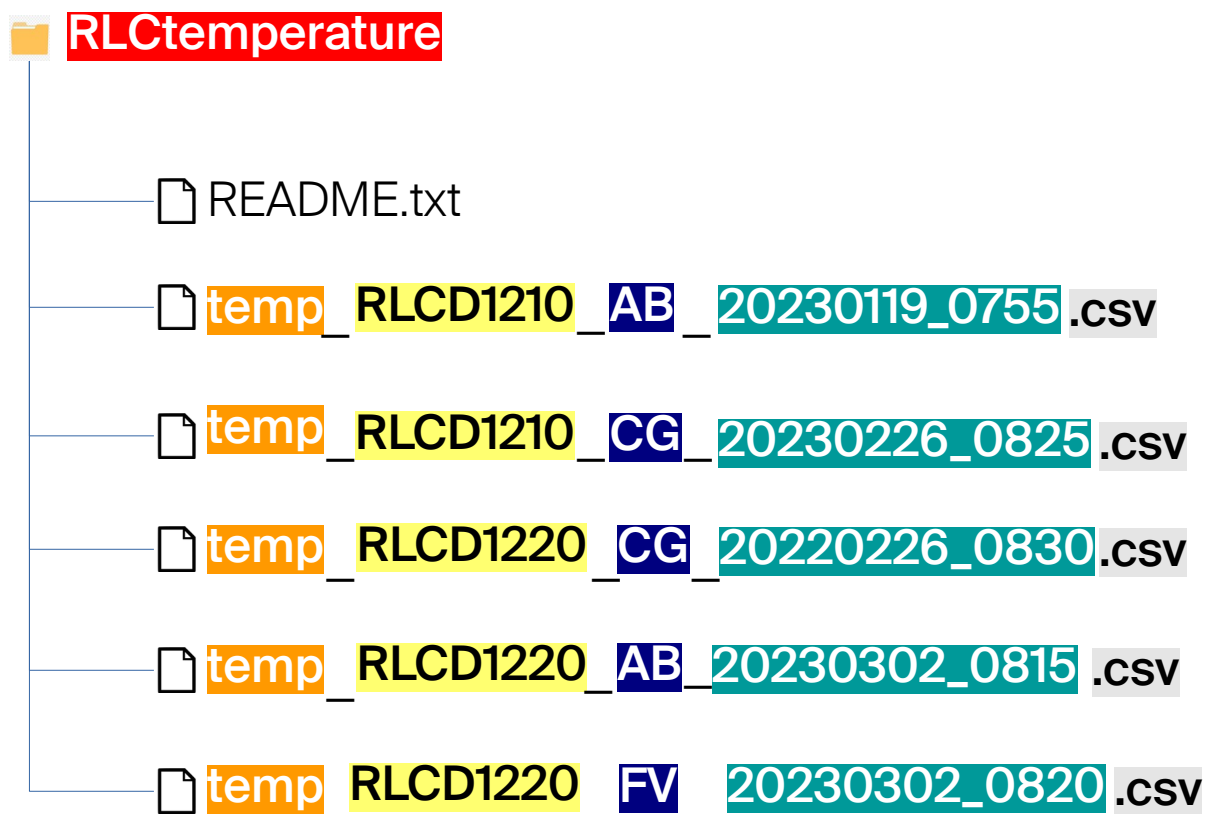 RLCtemperature
README.txt
temp_RLCD1210_AB_20230119_0755.csv
temp_RLCD1210_CG_20230226_0825.csv
temp_RLCD1220_CG_20220226_0830.csv
temp_RLCD1220_AB_20230302_0815.csv
temp RLCD1220 FV 20230302_0820.csv